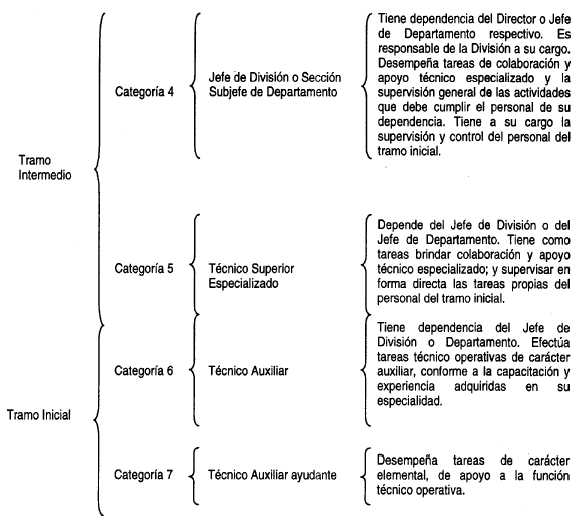 Tramo
Intermedio
Categoría 4
Jefe de División o Sección
Subjefe de Departamento
Tiene dependencia del Director o Jefe
de Departamento respectivo. Es
responsable de la División a su cargo.
Desempeña tareas de colaboración y
apoyo técnico especializado y la
supervisión general de las actividades
que debe cumplir el personal de su
dependencia. Tiene a su cargo la
supervisión y control del personal del
tramo inicial.
Categoría 5
Técnico Superior
Especializado
Depende del Jefe de División o del
Jefe de Departamento. Tiene como
tareas brindar colaboración y apoyo
técnico especializado; y supervisar en
forma directa las tareas propias del
personal del tramo inicial.
Tramo Inicial
Categoría 6
Técnico Auxiliar
Tiene dependencia del Jefe de
División o Departamento. Efectúa
tareas técnico operativas de carácter
auxiliar, conforme a la capacitación y
experiencia adquiridas en su
especialidad.
Categoría 7
Técnico Auxiliar ayudante
Desempeña tareas de carácter
elemental, de apoyo a la función
técnico operativa.